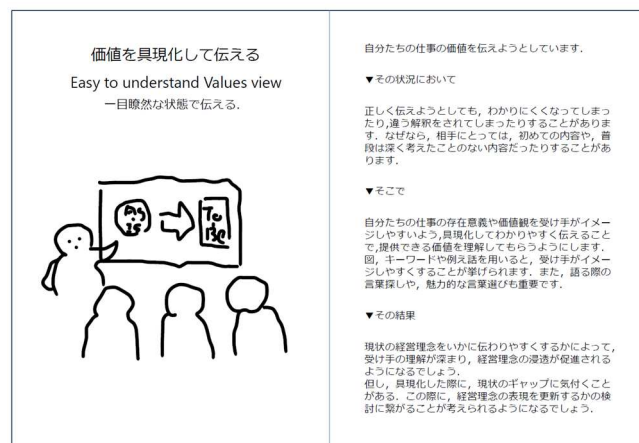 価値を具現化して伝える
Easy to understand Values view
一目瞭然な状態で伝える.
As
is
To
Be
自分たちの仕事の価値を伝えようとしています.
▼その状況において
正しく伝えようとしても, わかりにくくなってしまっ
たり,違う解釈をされてしまったりすることがありま
す. なぜなら, 相手にとっては, 初めての内容や, 普
段は深く考えたことのない内容だったりすることがあ
ります.
▼そこで
自分たちの仕事の存在意義や価値観を受け手がイメー
ジしやすいよう,具現化してわかりやすく伝えること
で,提供できる価値を理解してもらうようにします.
図, キーワードや例え話を用いると, 受け手がイメー
ジしやすくすることが挙げられます. また, 語る際の
言葉探しや, 魅力的な言葉選びも重要です.
▼その結果
現状の経営理念をいかに伝わりやすくするかによって,
受け手の理解が深まり, 経営理念の浸透が促進される
ようになるでしょう.
但し, 具現化した際に, 現状のギャップに気付くこと
がある. この際に, 経営理念の表現を更新するかの検
討に繋がることが考えられるようになるでしょう.